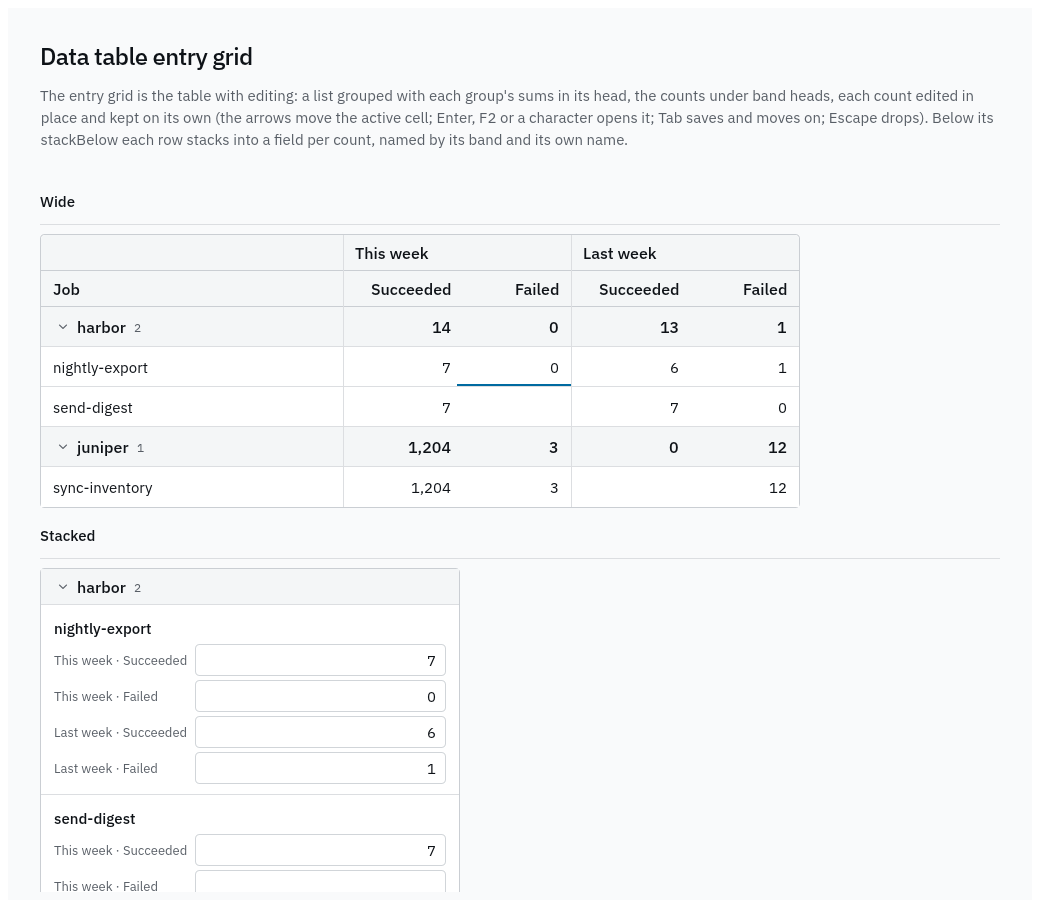 Data table entry grid
The entry grid is the table with editing: a list grouped with each group's sums in its head, the counts under band heads, each count edited in
place and kept on its own (the arrows move the active cell; Enter, F2 or a character opens it; Tab saves and moves on; Escape drops). Below its
stackBelow each row stacks into a field per count, named by its band and its own name.
Wide
This week Last week
Job Succeeded Failed Succeeded Failed
harbor 2 14 0 13 1
nightly-export 7 0 6 1
send-digest 7 7 0
juniper 1 1,204 3 0 12
sync-inventory 1,204 3 12
Stacked
harbor 2
nightly-export
This week · Succeeded 7
This week · Failed 0
Last week · Succeeded 6
Last week · Failed 1
send-digest
This week · Succeeded 7
This week · Failed